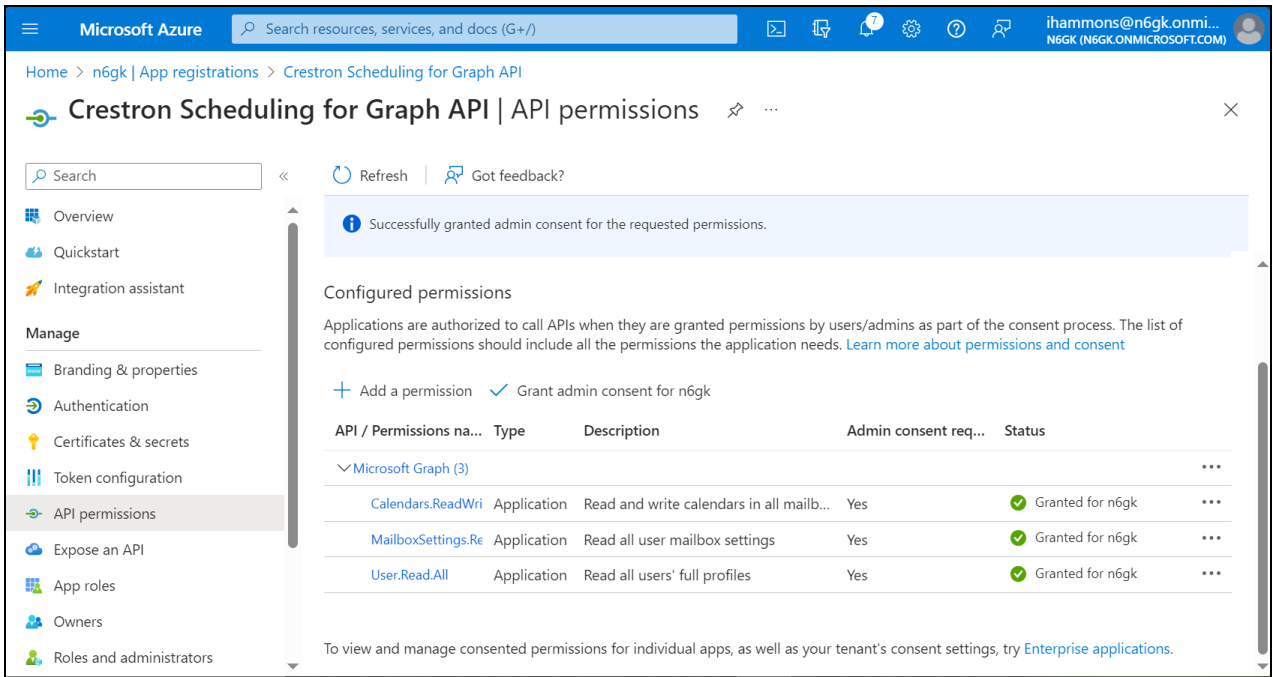 Microsoft Azure
Search resources, services, and docs (G+/)
7
ihammons@n6gk.onmi...
N6GK (N6GK.ONMICROSOFT.COM)
Home > n6gk | App registrations > Crestron Scheduling for Graph API
Crestron Scheduling for Graph API | API permissions
Search
Refresh
Got feedback?
Overview
Successfully granted admin consent for the requested permissions.
Quickstart
Integration assistant
Configured permissions
Manage
Applications are authorized to call APIs when they are granted permissions by users/admins as part of the consent process. The list of
configured permissions should include all the permissions the application needs. Learn more about permissions and consent
Branding & properties
Add a permission
Grant admin consent for n6gk
Authentication
API / Permissions na... Type Description Admin consent req... Status
Certificates & secrets
Microsoft Graph (3)
Token configuration
Calendars.ReadWri Application Read and write calendars in all mailb... Yes Granted for n6gk
API permissions
MailboxSettings.Re Application Read all user mailbox settings Yes Granted for n6gk
Expose an API
User.Read.All Application Read all users' full profiles Yes Granted for n6gk
App roles
Owners
To view and manage consented permissions for individual apps, as well as your tenant's consent settings, try Enterprise applications.
Roles and administrators